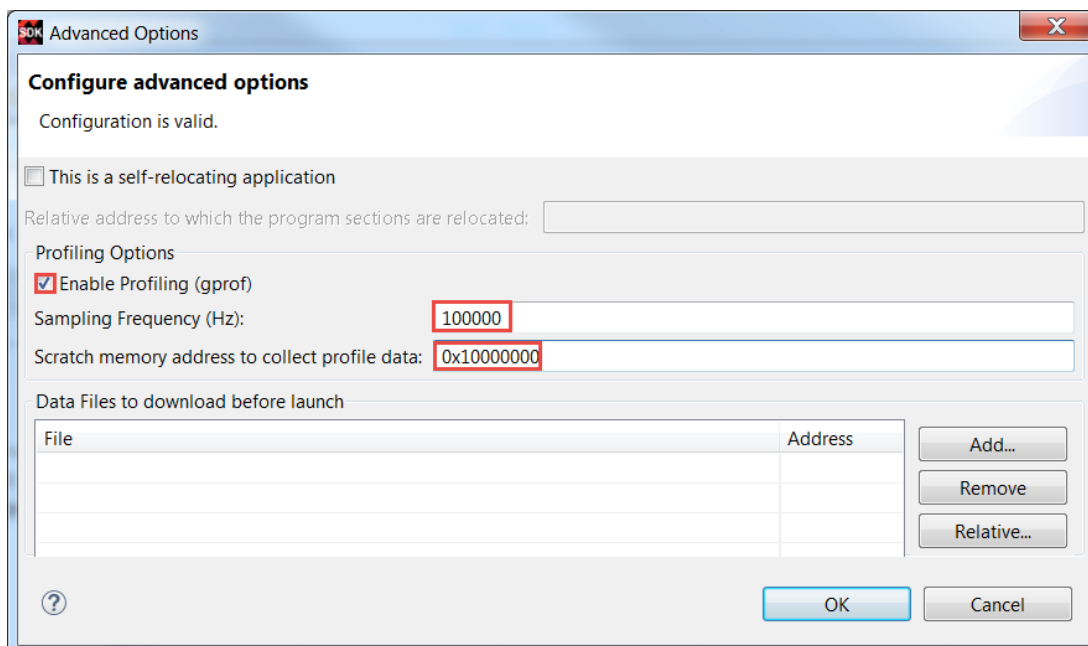 SDK Advanced Options
Configure advanced options
Configuration is valid.
This is a self-relocating application
Relative address to which the program sections are relocated:
Profiling Options
Enable Profiling (gprof)
Sampling Frequency (Hz): 100000
Scratch memory address to collect profile data: 0x10000000
Data Files to download before launch
File Address
Add...
Remove
Relative...
? OK Cancel